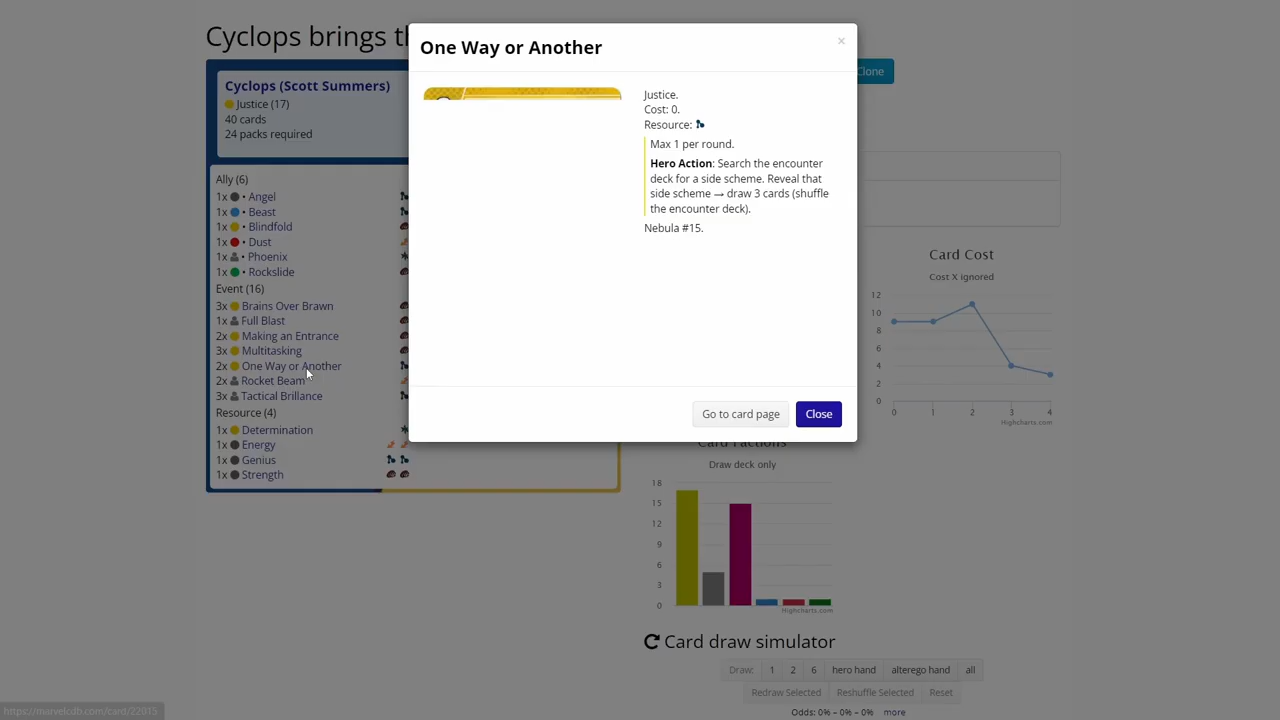 Cyclops brings th
Clone
Cyclops (Scott Summers)
Justice (17)
40 cards
24 packs required
Ally (6)
1x • Angel
1x • Beast
1x • Blindfold
1x • Dust
1x • Phoenix
1x • Rockslide
Event (16)
3x Brains Over Brawn
1x Full Blast
2x Making an Entrance
3x Multitasking
2x One Way or Another
2x Rocket Beam
3x Tactical Brillance
Resource (4)
1x Determination
1x Energy
1x Genius
1x Strength
One Way or Another
×
Justice.
Cost: 0.
Resource:
Max 1 per round.
Hero Action: Search the encounter
deck for a side scheme. Reveal that
side scheme → draw 3 cards (shuffle
the encounter deck).
Nebula #15.
Go to card page
Close
Card Cost
Cost X ignored
12
10
8
6
4
2
0
0 1 2 3 4
Highcharts.com
Card Factions
Draw deck only
18
15
12
9
6
3
0
Highcharts.com
Card draw simulator
Draw: 1 2 6 hero hand alterego hand all
Redraw Selected Reshuffle Selected Reset
Odds: 0% – 0% – 0% more
https://marvelcdb.com/card/22015